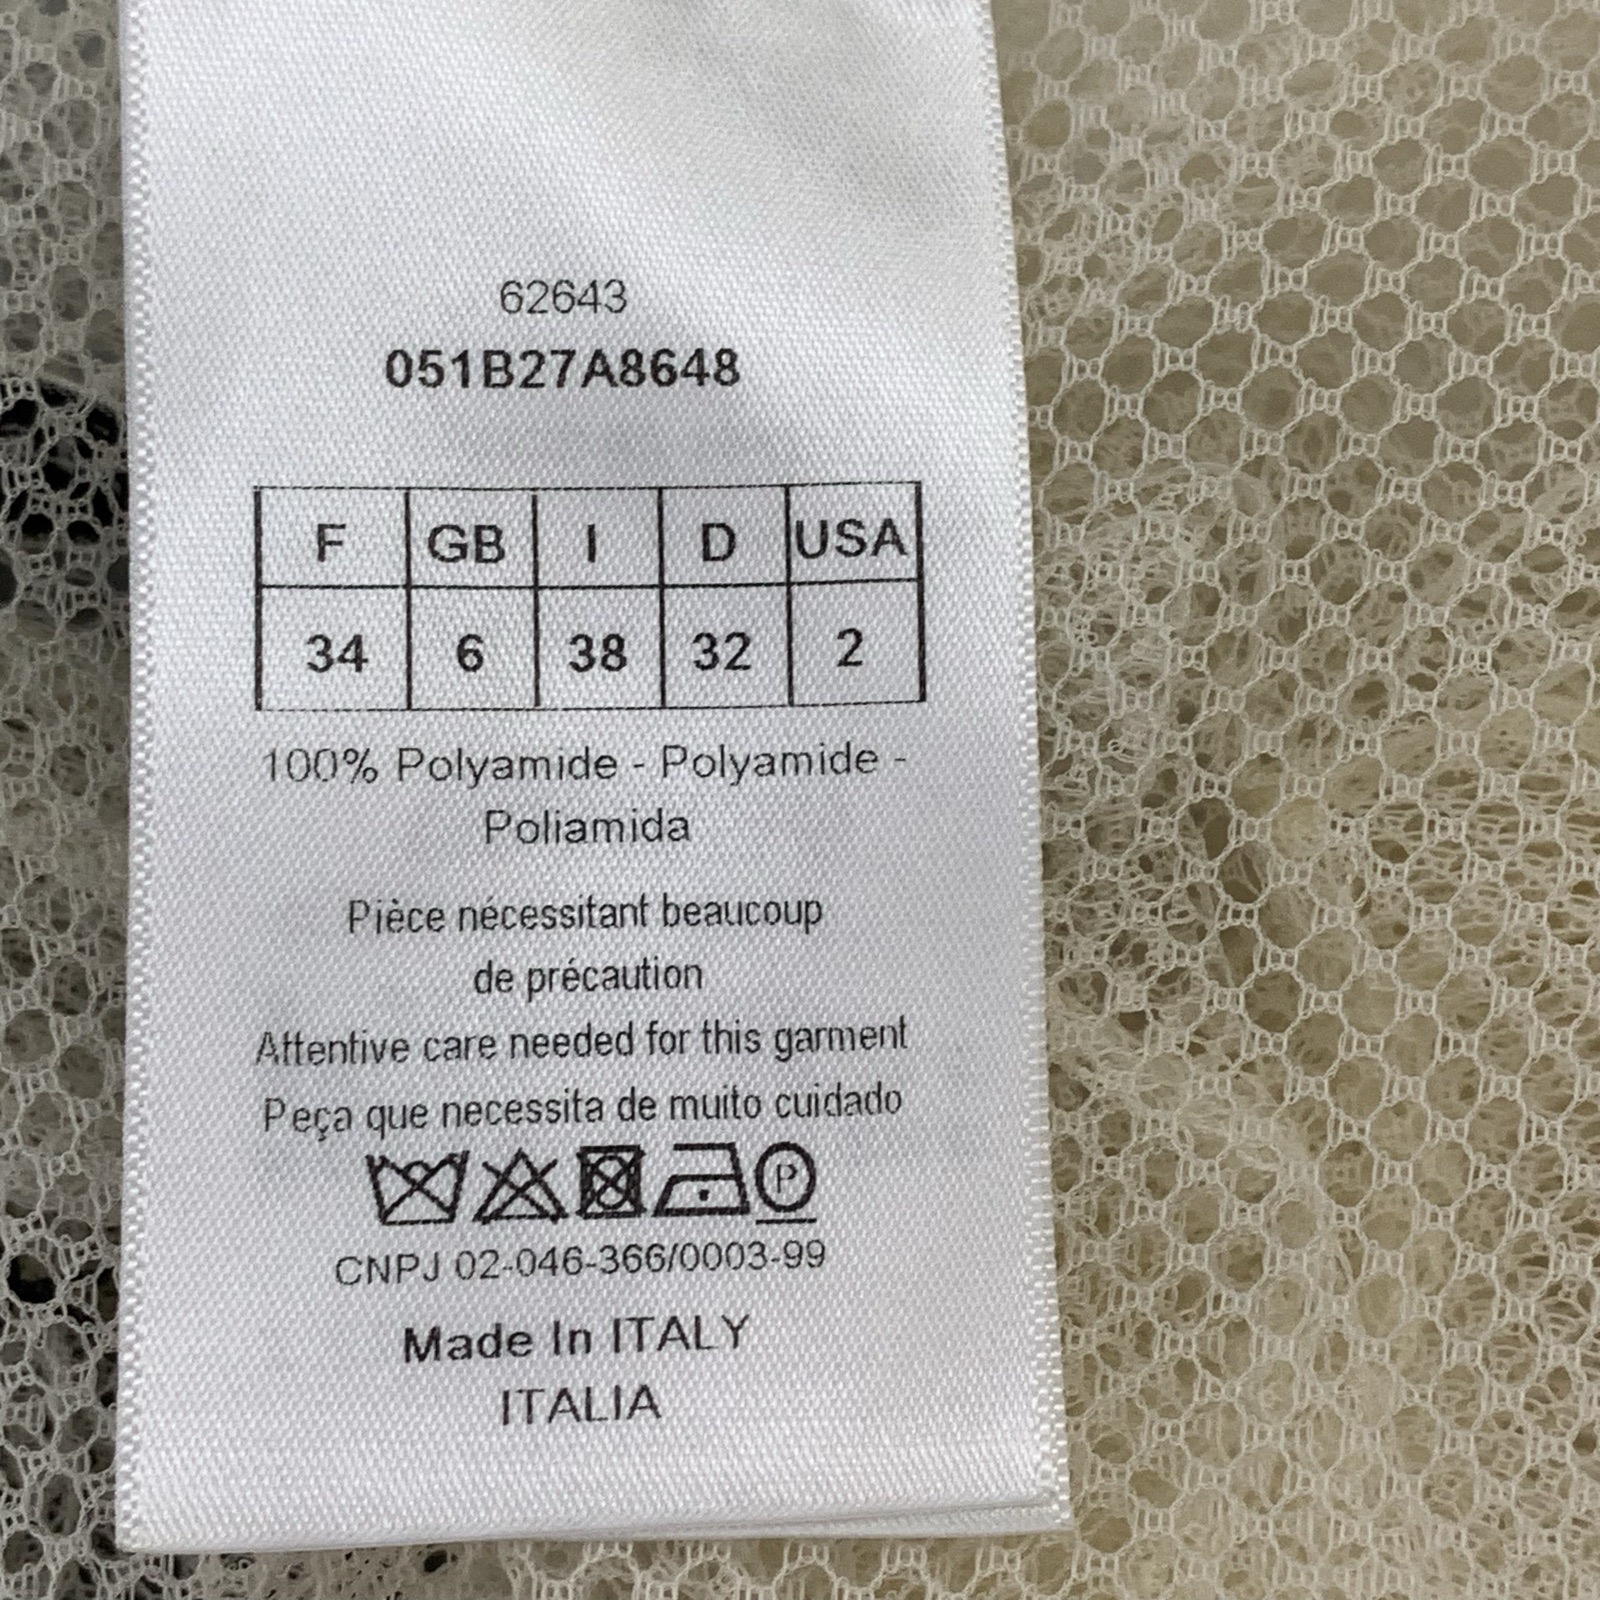 62643
051B27A8648
F GB I D USA
34 6 38 32 2
100% Polyamide - Polyamide -
Poliamida
Pièce nécessitant beaucoup
de précaution
Attentive care needed for this garment
Peça que necessita de muito cuidado
P
CNPJ 02-046-366/0003-99
Made In ITALY
ITALIA